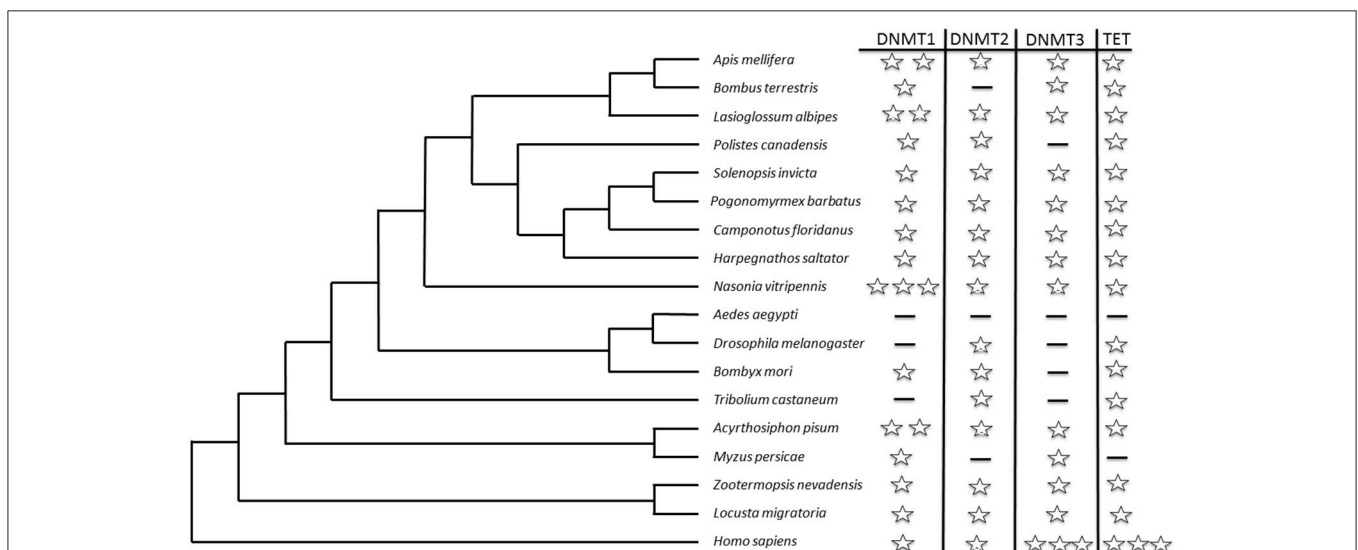 DNMT1 DNMT2 DNMT3 TET
Apis mellifera
Bombus terrestris
Lasioglossum albipes
Polistes canadensis
Solenopsis invicta
Pogonomyrmex barbatus
Camponotus floridanus
Harpegnathos saltator
Nasonia vitripennis
Aedes aegypti
Drosophila melanogaster
Bombyx mori
Tribolium castaneum
Acyrthosiphon pisum
Myzus persicae
Zootermopsis nevadensis
Locusta migratoria
Homo sapiens